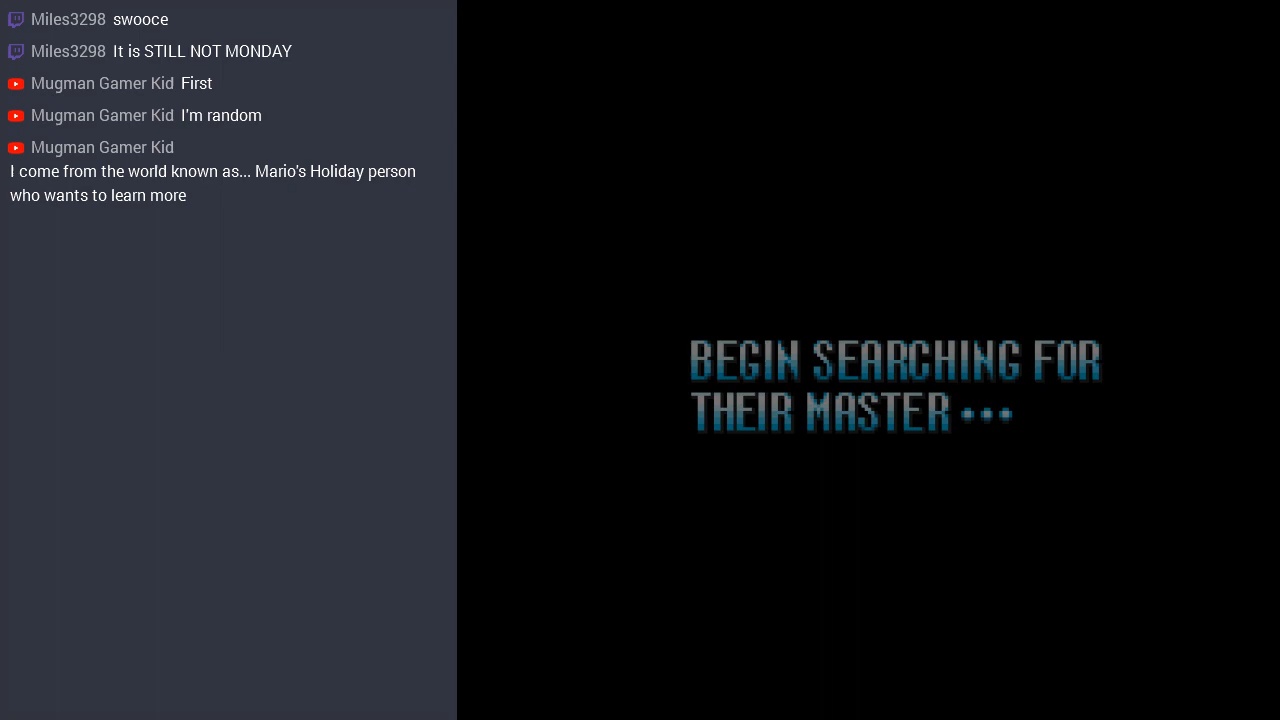 Miles3298 swooce
Miles3298 It is STILL NOT MONDAY
Mugman Gamer Kid First
Mugman Gamer Kid I'm random
Mugman Gamer Kid
I come from the world known as... Mario's Holiday person
who wants to learn more
BEGIN SEARCHING FOR
THEIR MASTER...